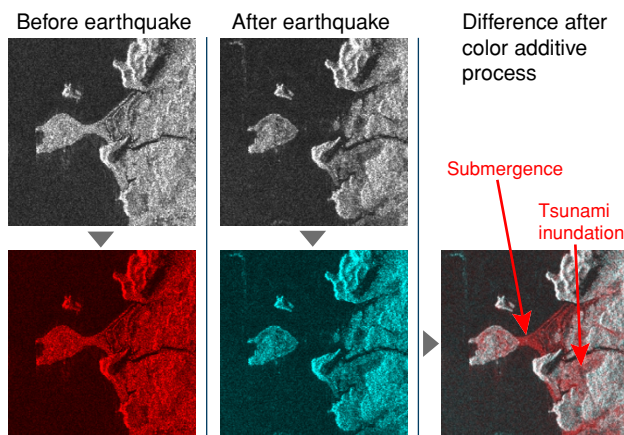 Before earthquake
After earthquake
Difference after
color additive
process
Submergence
Tsunami
inundation